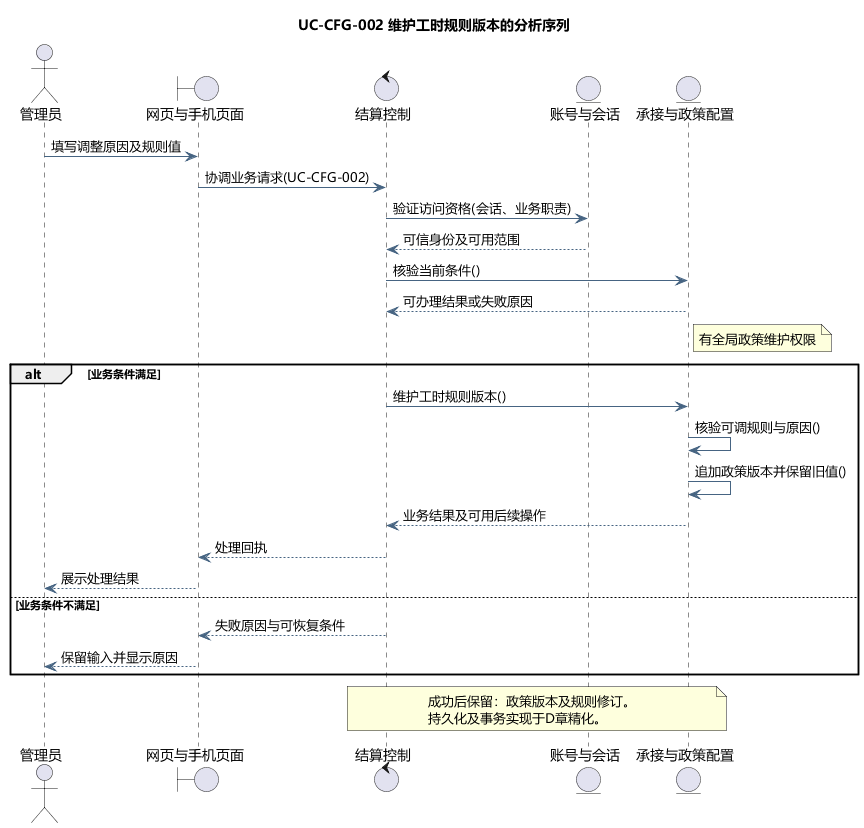 UC-CFG-002 维护工时规则版本的分析序列
管理员
网页与手机页面
结算控制
账号与会话
承接与政策配置
填写调整原因及规则值
协调业务请求(UC-CFG-002)
验证访问资格(会话、业务职责)
可信身份及可用范围
核验当前条件()
可办理结果或失败原因
有全局政策维护权限
alt
[业务条件满足]
维护工时规则版本()
核验可调规则与原因()
追加政策版本并保留旧值()
业务结果及可用后续操作
处理回执
展示处理结果
[业务条件不满足]
失败原因与可恢复条件
保留输入并显示原因
成功后保留：政策版本及规则修订。
持久化及事务实现于D章精化。
管理员
网页与手机页面
结算控制
账号与会话
承接与政策配置